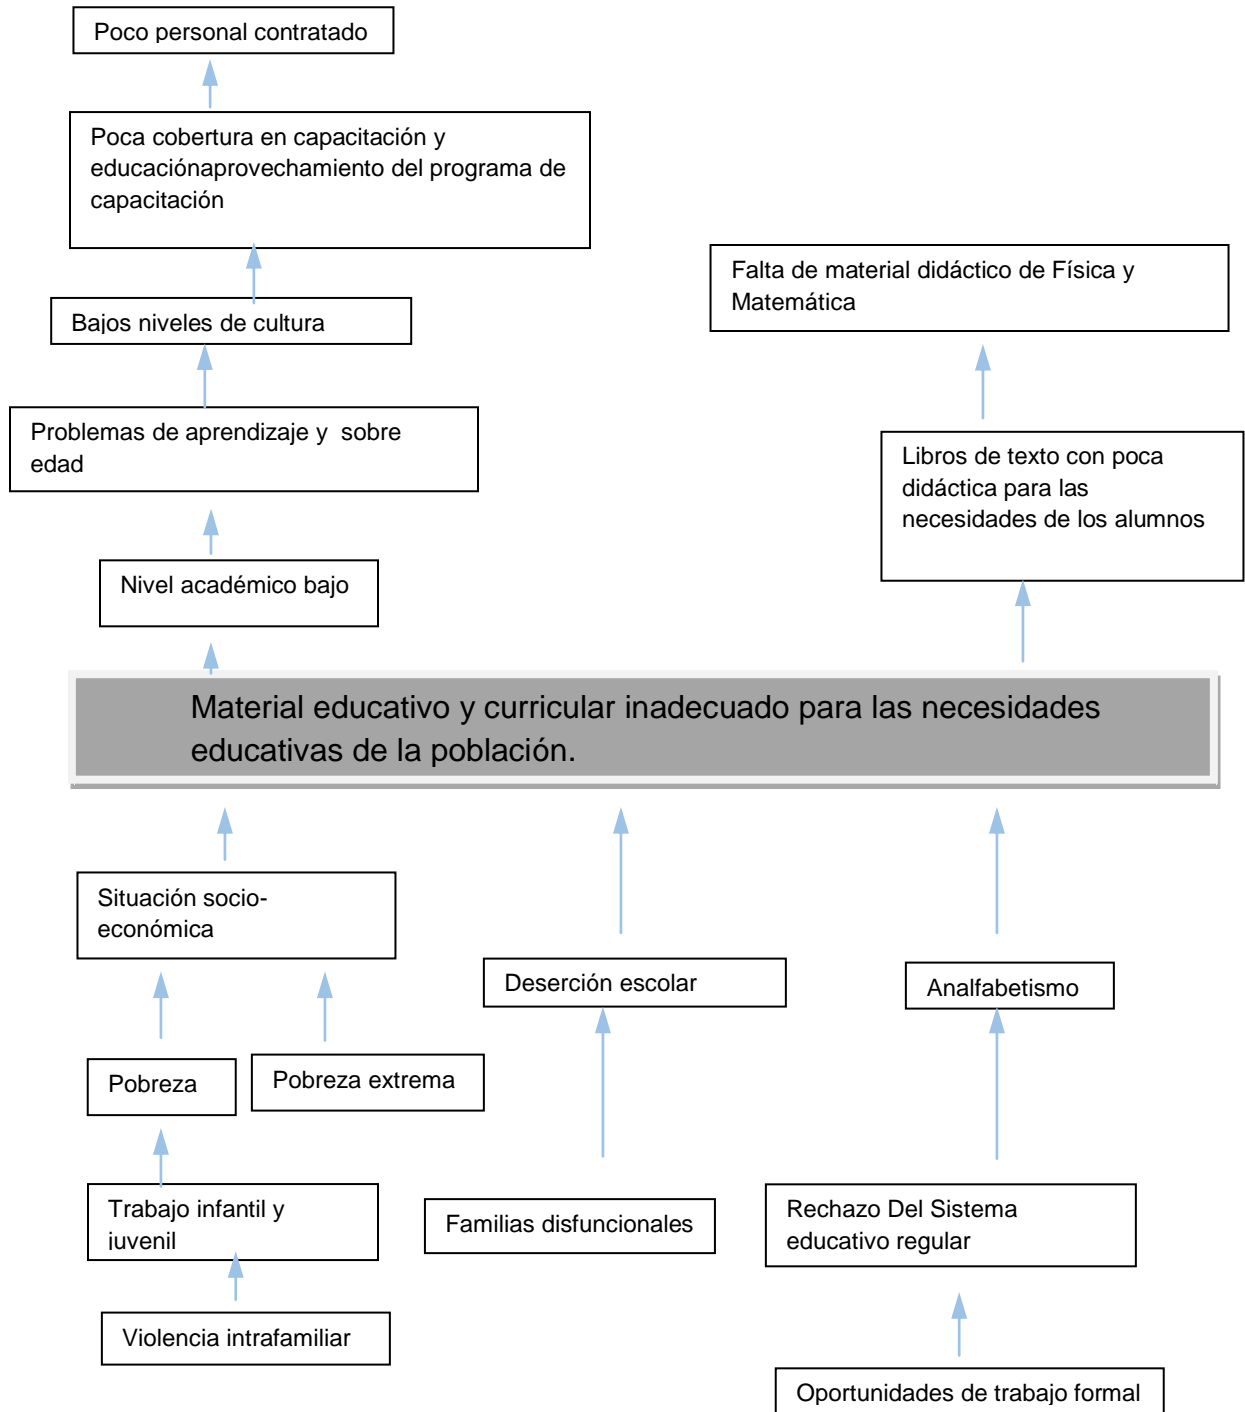 Poco personal contratado
Poca cobertura en capacitación y
educaciónaprovechamiento del programa de
capacitación
Falta de material didáctico de Física y
Matemática
Bajos niveles de cultura
Problemas de aprendizaje y  sobre
edad
Libros de texto con poca
didáctica para las
necesidades de los alumnos
Nivel académico bajo
Material educativo y curricular inadecuado para las necesidades
educativas de la población.
Situación socio-
económica
Deserción escolar
Analfabetismo
Pobreza
Pobreza extrema
Trabajo infantil y
juvenil
Familias disfuncionales
Rechazo Del Sistema
educativo regular
Violencia intrafamiliar
Oportunidades de trabajo formal